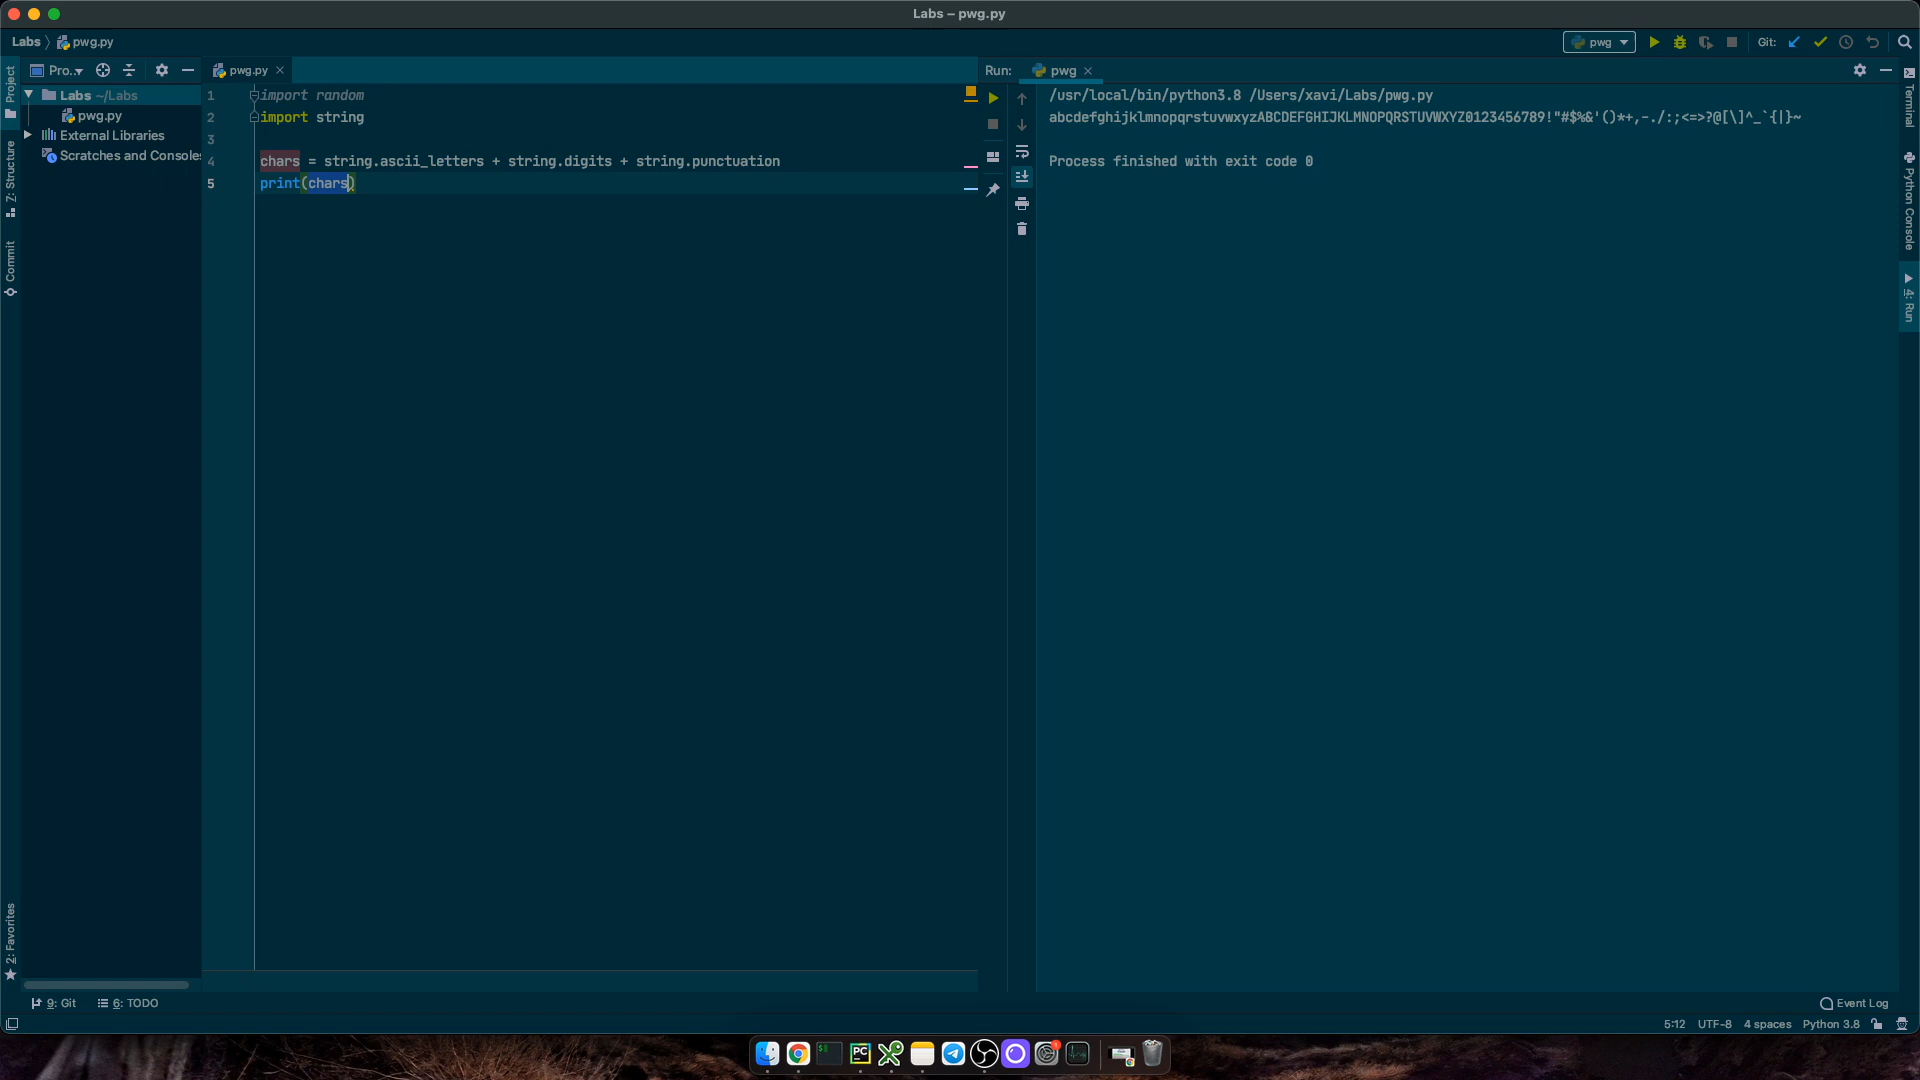 Labs – pwg.py
Labs 〉 pwg.py
pwg
Git:
Pro...
pwg.py
Run:
pwg
Labs ~/Labs
pwg.py
External Libraries
Scratches and Consoles
1 import random
2 import string
3
4 chars = string.ascii_letters + string.digits + string.punctuation
5 print(chars)
/usr/local/bin/python3.8 /Users/xavi/Labs/pwg.py
abcdefghijklmnopqrstuvwxyzABCDEFGHIJKLMNOPQRSTUVWXYZ0123456789!"#$%&'()*+,-./:;<=>?@[\]^_`{|}~
Process finished with exit code 0
Project
Z: Structure
Commit
2: Favorites
Terminal
Python Console
4: Run
9: Git
6: TODO
Event Log
5:12 UTF-8 4 spaces Python 3.8
$
PC
1